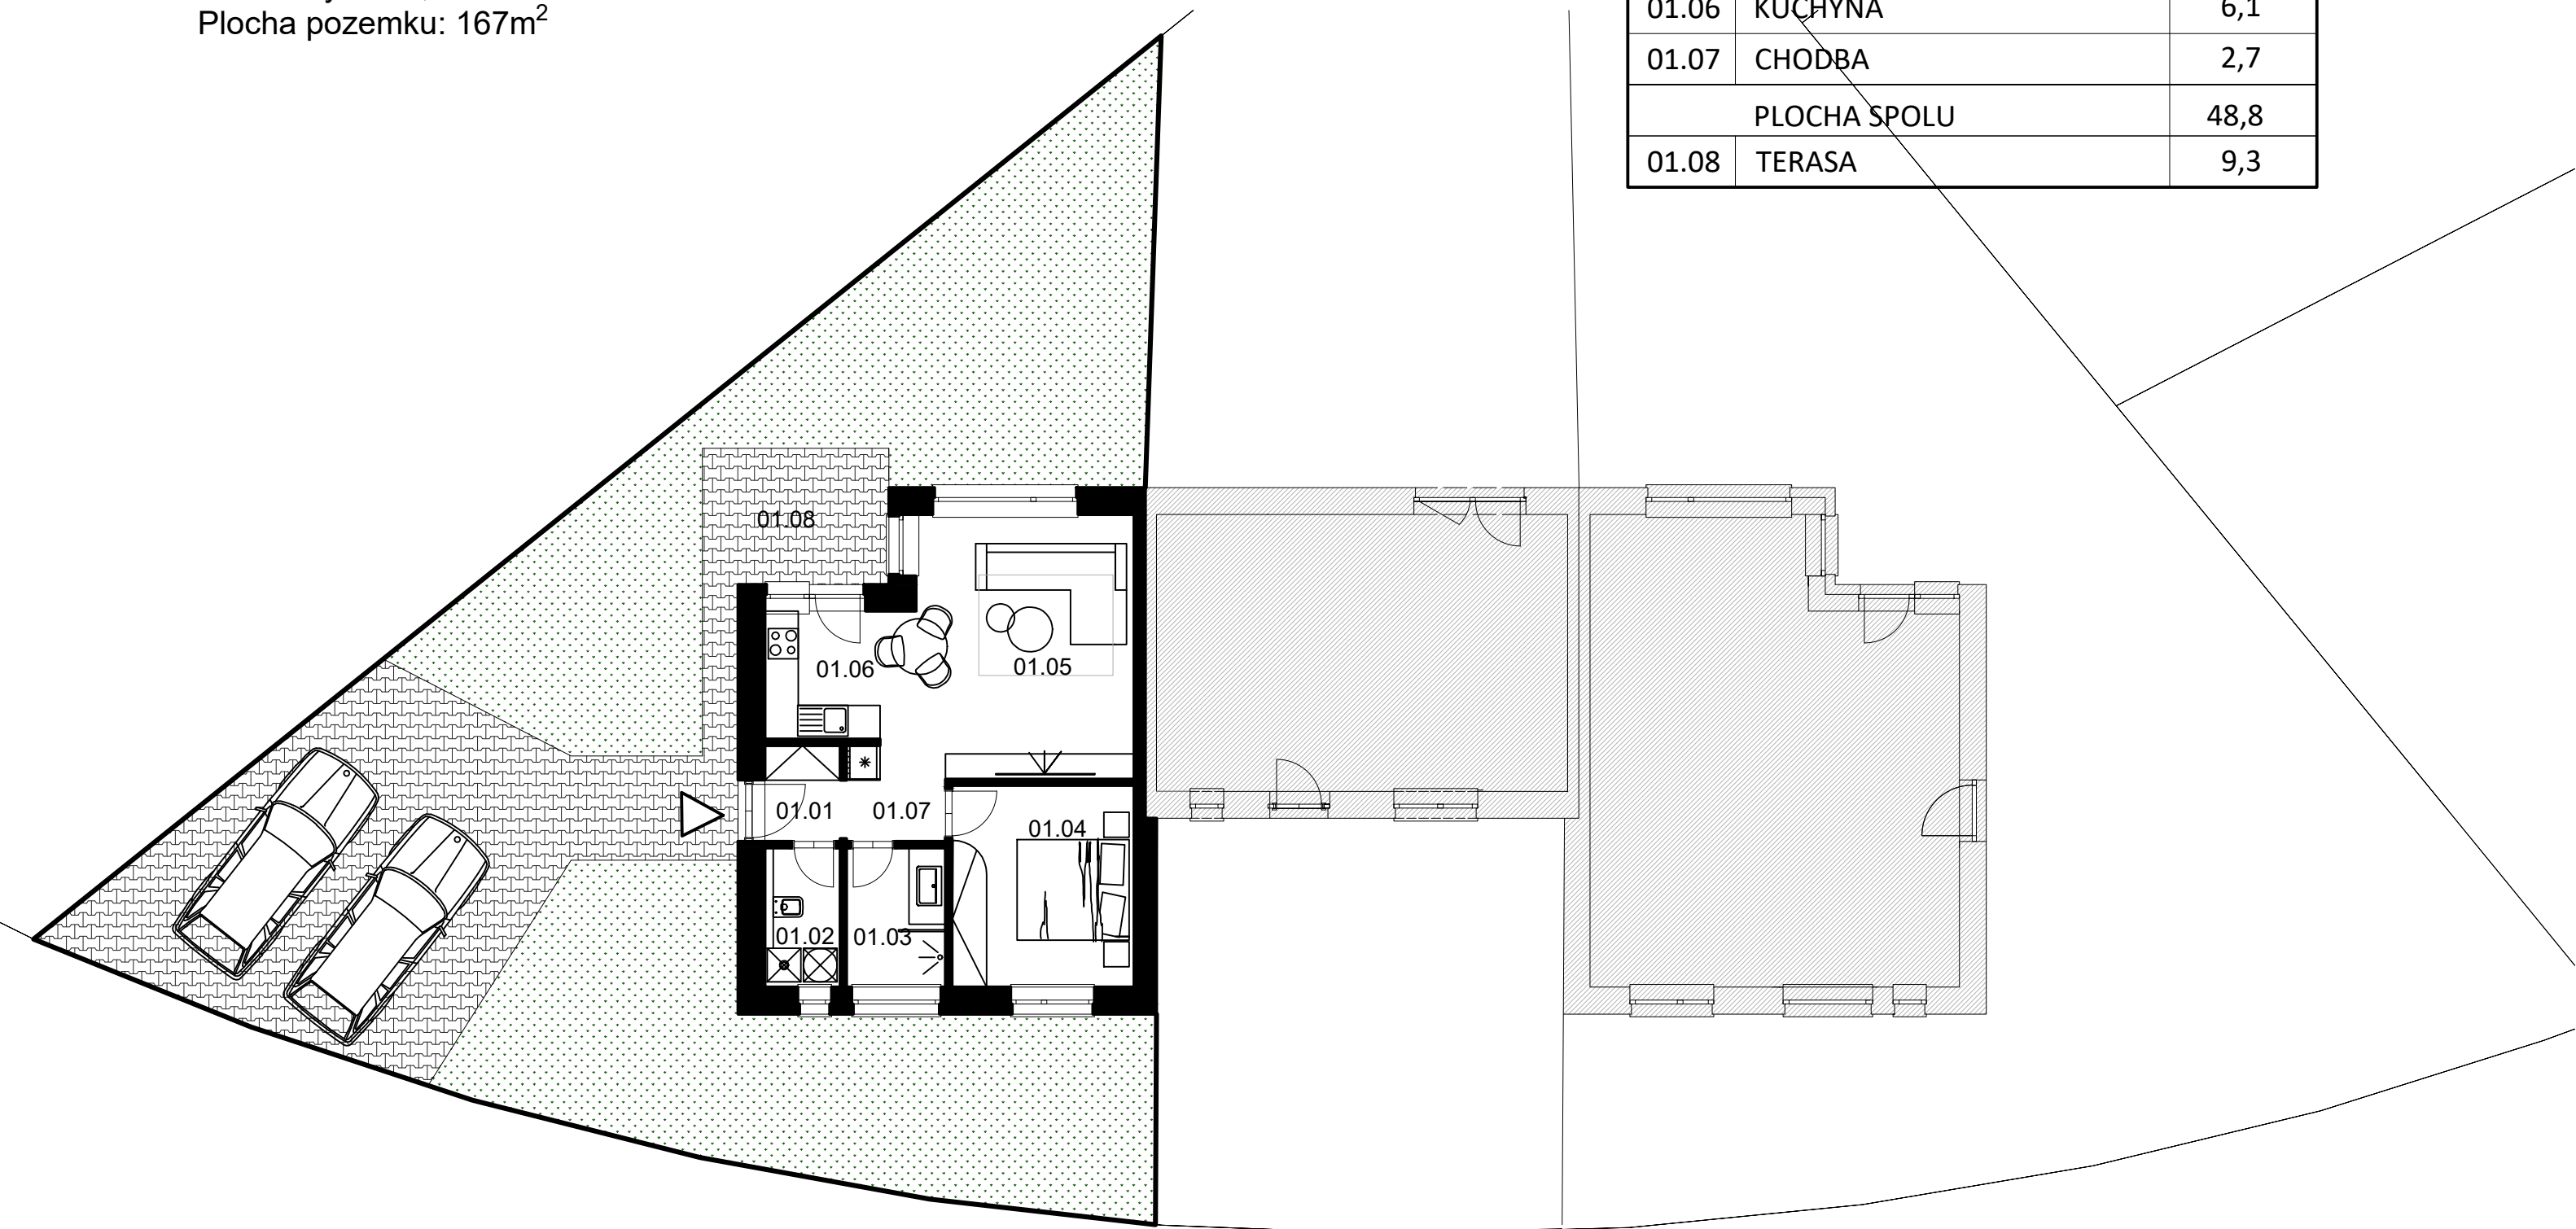 Plocha pozemku: 167m²
01.06 KUCHYŇA 6,1
01.07 CHODBA 2,7
PLOCHA SPOLU 48,8
01.08 TERASA 9,3
01.08
01.06
01.05
01.01
01.07
01.04
01.02
01.03